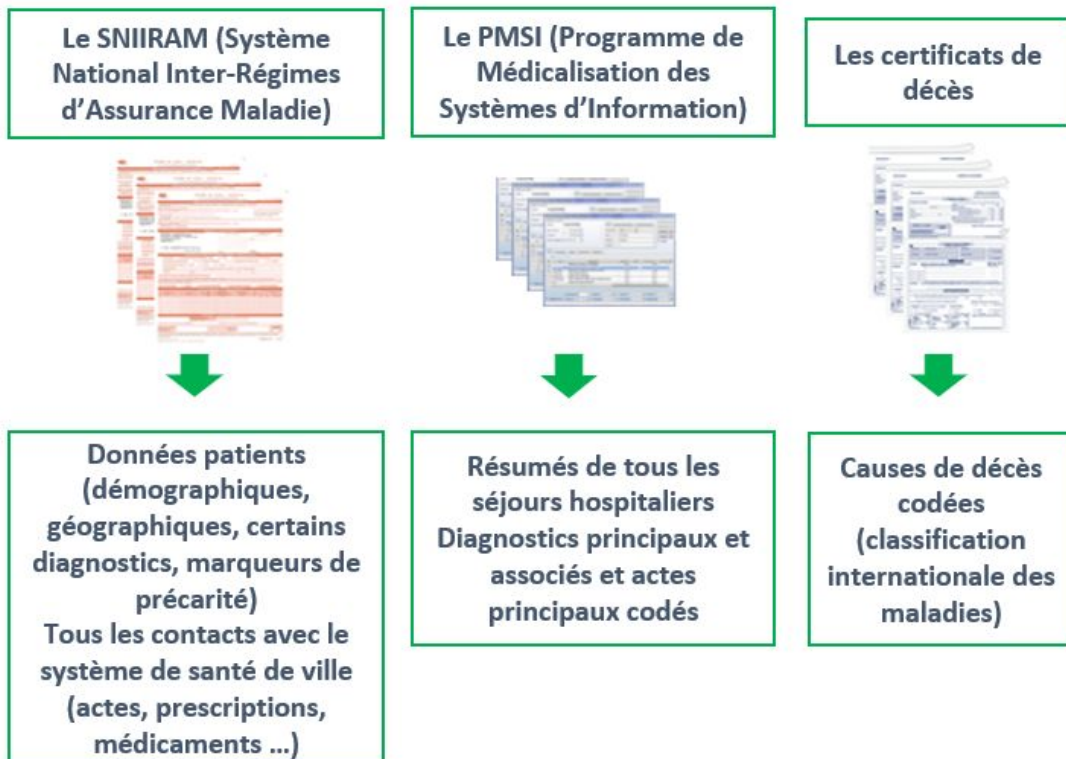 Le SNIIRAM (Système
National Inter-Régimes
d’Assurance Maladie)
Le PMSI (Programme de
Médicalisation des
Systèmes d’Information)
Les certificats de
décès
Données patients
(démographiques,
géographiques, certains
diagnostics, marqueurs de
précarité)
Tous les contacts avec le
système de santé de ville
(actes, prescriptions,
médicaments ...)
Résumés de tous les
séjours hospitaliers
Diagnostics principaux et
associés et actes
principaux codés
Causes de décès
codées
(classification
internationale des
maladies)